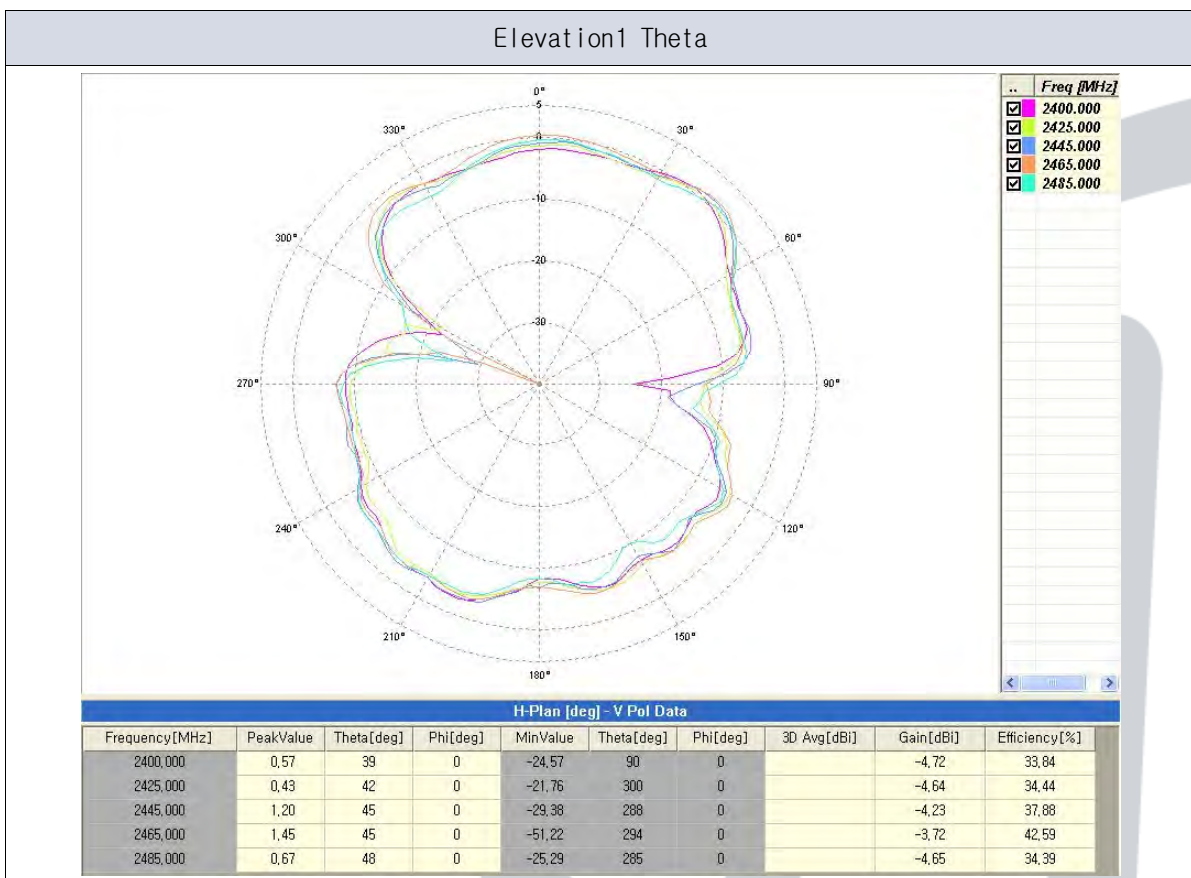 Elevation1 Theta
0°
5
0
-10
-20
-30
30°
60°
90°
120°
150°
180°
210°
240°
270°
300°
330°
.. Freq [MHz]
2400.000
2425.000
2445.000
2465.000
2485.000
H-Plan [deg] - V Pol Data
Frequency[MHz] PeakValue Theta[deg] Phi[deg] MinValue Theta[deg] Phi[deg] 3D Avg[dBi] Gain[dBi] Efficiency[%]
2400,000 0,57 39 0 -24,57 90 0 -4,72 33,84
2425,000 0,43 42 0 -21,76 300 0 -4,64 34,44
2445,000 1,20 45 0 -29,38 288 0 -4,23 37,88
2465,000 1,45 45 0 -51,22 294 0 -3,72 42,59
2485,000 0,67 48 0 -25,29 285 0 -4,65 34,39